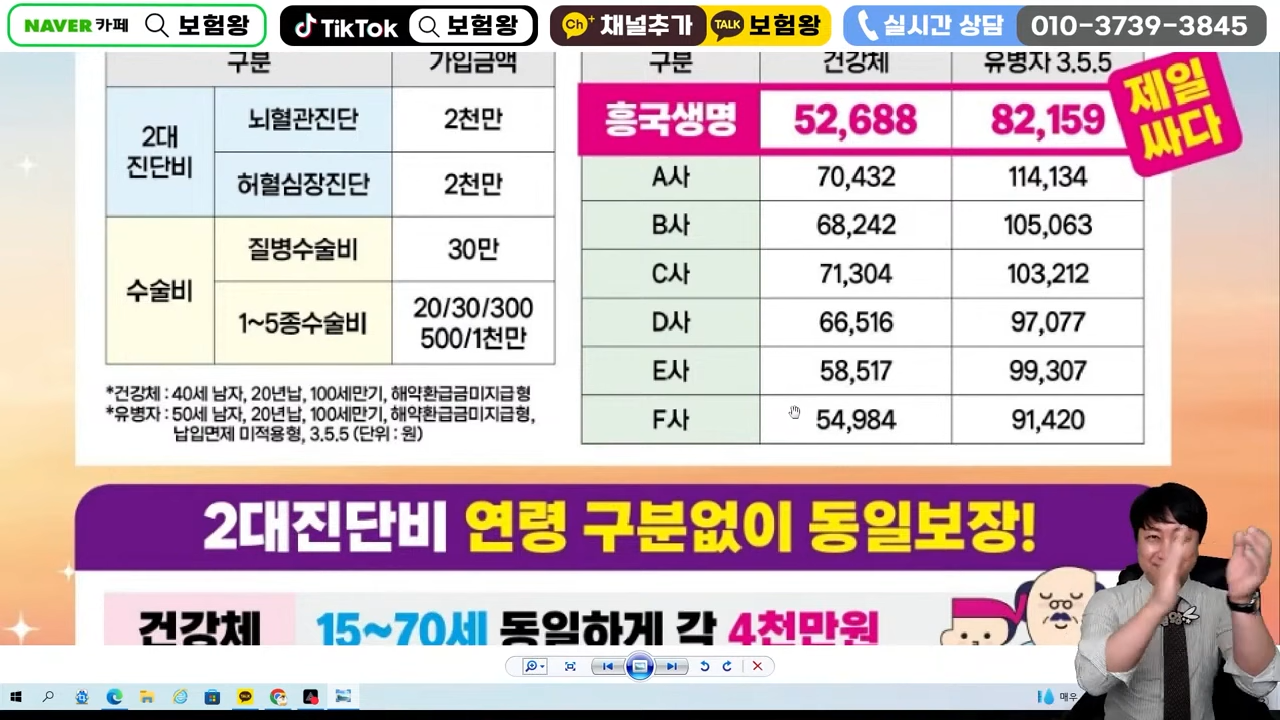 NAVER 카페 보험왕
TikTok 보험왕
Ch+ 채널추가 TALK 보험왕
실시간 상담 010-3739-3845
구분 가입금액
2대 진단비 뇌혈관진단 2천만
허혈심장진단 2천만
수술비 질병수술비 30만
1~5종수술비 20/30/300
500/1천만
*건강체 : 40세 남자, 20년납, 100세만기, 해약환급금미지급형
*유병자 : 50세 남자, 20년납, 100세만기, 해약환급금미지급형,
납입면제 미적용형, 3.5.5 (단위 : 원)
구분 건강체 유병자 3.5.5
흥국생명 52,688 82,159
제일
싸다
A사 70,432 114,134
B사 68,242 105,063
C사 71,304 103,212
D사 66,516 97,077
E사 58,517 99,307
F사 54,984 91,420
2대진단비 연령 구분없이 동일보장!
건강체 15~70세 동일하게 각 4천만원
TALK
매우